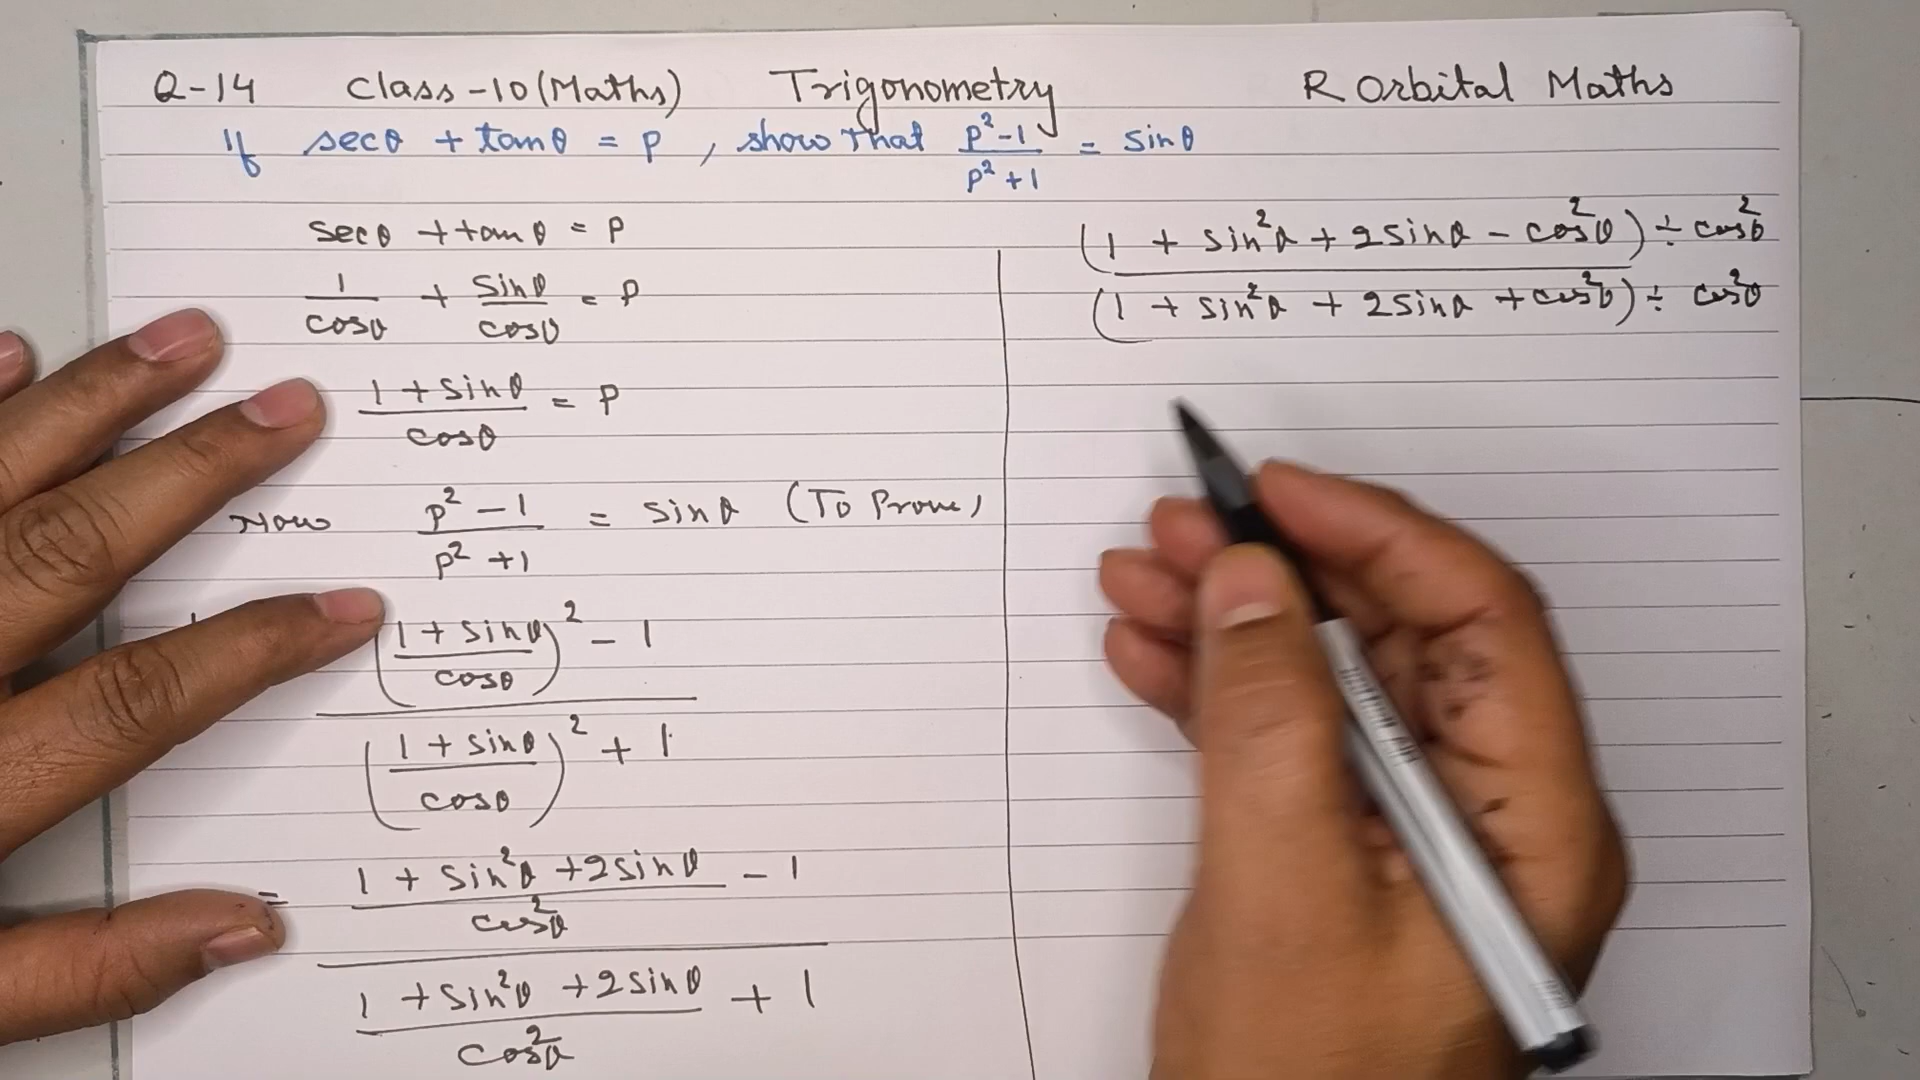 Q-14 Class-10(Maths) Trigonometry R Orbital Maths
If secθ + tanθ = P , show that P²-1 / P²+1 = sinθ
secθ + tanθ = P
1/cosθ + sinθ/cosθ = P
1+sinθ / cosθ = P
Now P²-1 / P²+1 = sinθ (To Prove)
(1+sinθ / cosθ)² - 1
(1+sinθ / cosθ)² + 1
= 1 + sin²θ + 2sinθ / cos²θ - 1
1 + sin²θ + 2sinθ / cos²θ + 1
(1 + sin²θ + 2sinθ - cos²θ) ÷ cos²θ
(1 + sin²θ + 2sinθ + cos²θ) ÷ cos²θ